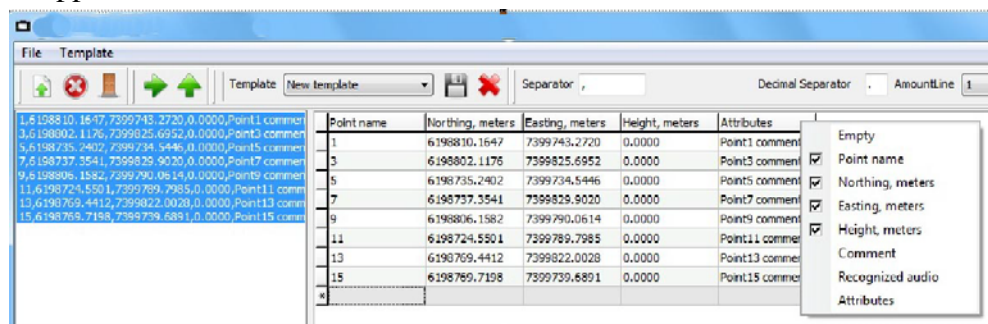 File Template
Template New template Separator , Decimal Separator . AmountLine 1
1,6198810.1647,7399743.2720,0.0000,Point1 commen
3,6198802.1176,7399825.6952,0.0000,Point3 commen
5,6198735.2402,7399734.5446,0.0000,Point5 commen
7,6198737.3541,7399829.9020,0.0000,Point7 commen
9,6198806.1582,7399790.0614,0.0000,Point9 commen
11,6198724.5501,7399789.7985,0.0000,Point11 comm
13,6198769.4412,7399822.0028,0.0000,Point13 comm
15,6198769.7198,7399739.6891,0.0000,Point15 comm
Point name Northing, meters Easting, meters Height, meters Attributes
1 6198810.1647 7399743.2720 0.0000 Point1 comment
3 6198802.1176 7399825.6952 0.0000 Point3 comment
5 6198735.2402 7399734.5446 0.0000 Point5 comment
7 6198737.3541 7399829.9020 0.0000 Point7 comment
9 6198806.1582 7399790.0614 0.0000 Point9 comment
11 6198724.5501 7399789.7985 0.0000 Point11 commen
13 6198769.4412 7399822.0028 0.0000 Point13 commen
15 6198769.7198 7399739.6891 0.0000 Point15 commen
*
Empty
Point name
Northing, meters
Easting, meters
Height, meters
Comment
Recognized audio
Attributes